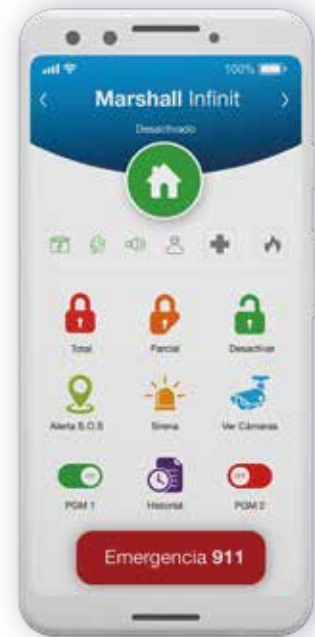 100%
Marshall Infinit
Desactivado
Total Parcial Desactivar
Alerta S.O.S Sirena Ver Cámaras
PGM 1 Historial PGM 2
Emergencia 911